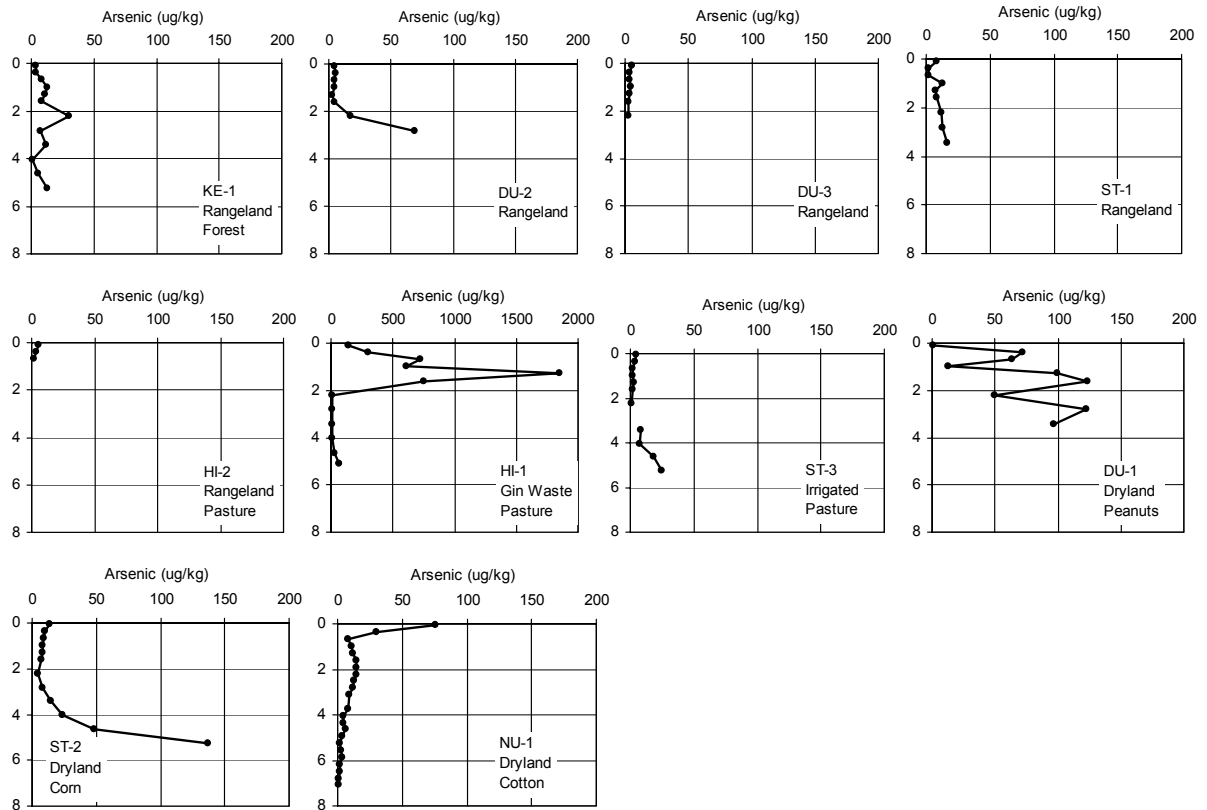 Arsenic (ug/kg)
0 50 100 150 200
0
2
4
6
8
KE-1
Rangeland
Forest
Arsenic (ug/kg)
0 50 100 150 200
0
2
4
6
8
DU-2
Rangeland
Arsenic (ug/kg)
0 50 100 150 200
0
2
4
6
8
DU-3
Rangeland
Arsenic (ug/kg)
0 50 100 150 200
0
2
4
6
8
ST-1
Rangeland
Arsenic (ug/kg)
0 50 100 150 200
0
2
4
6
8
HI-2
Rangeland
Pasture
Arsenic (ug/kg)
0 500 1000 1500 2000
0
2
4
6
8
HI-1
Gin Waste
Pasture
Arsenic (ug/kg)
0 50 100 150 200
0
2
4
6
8
ST-3
Irrigated
Pasture
Arsenic (ug/kg)
0 50 100 150 200
0
2
4
6
8
DU-1
Dryland
Peanuts
Arsenic (ug/kg)
0 50 100 150 200
0
2
4
6
8
ST-2
Dryland
Corn
Arsenic (ug/kg)
0 50 100 150 200
0
2
4
6
8
NU-1
Dryland
Cotton